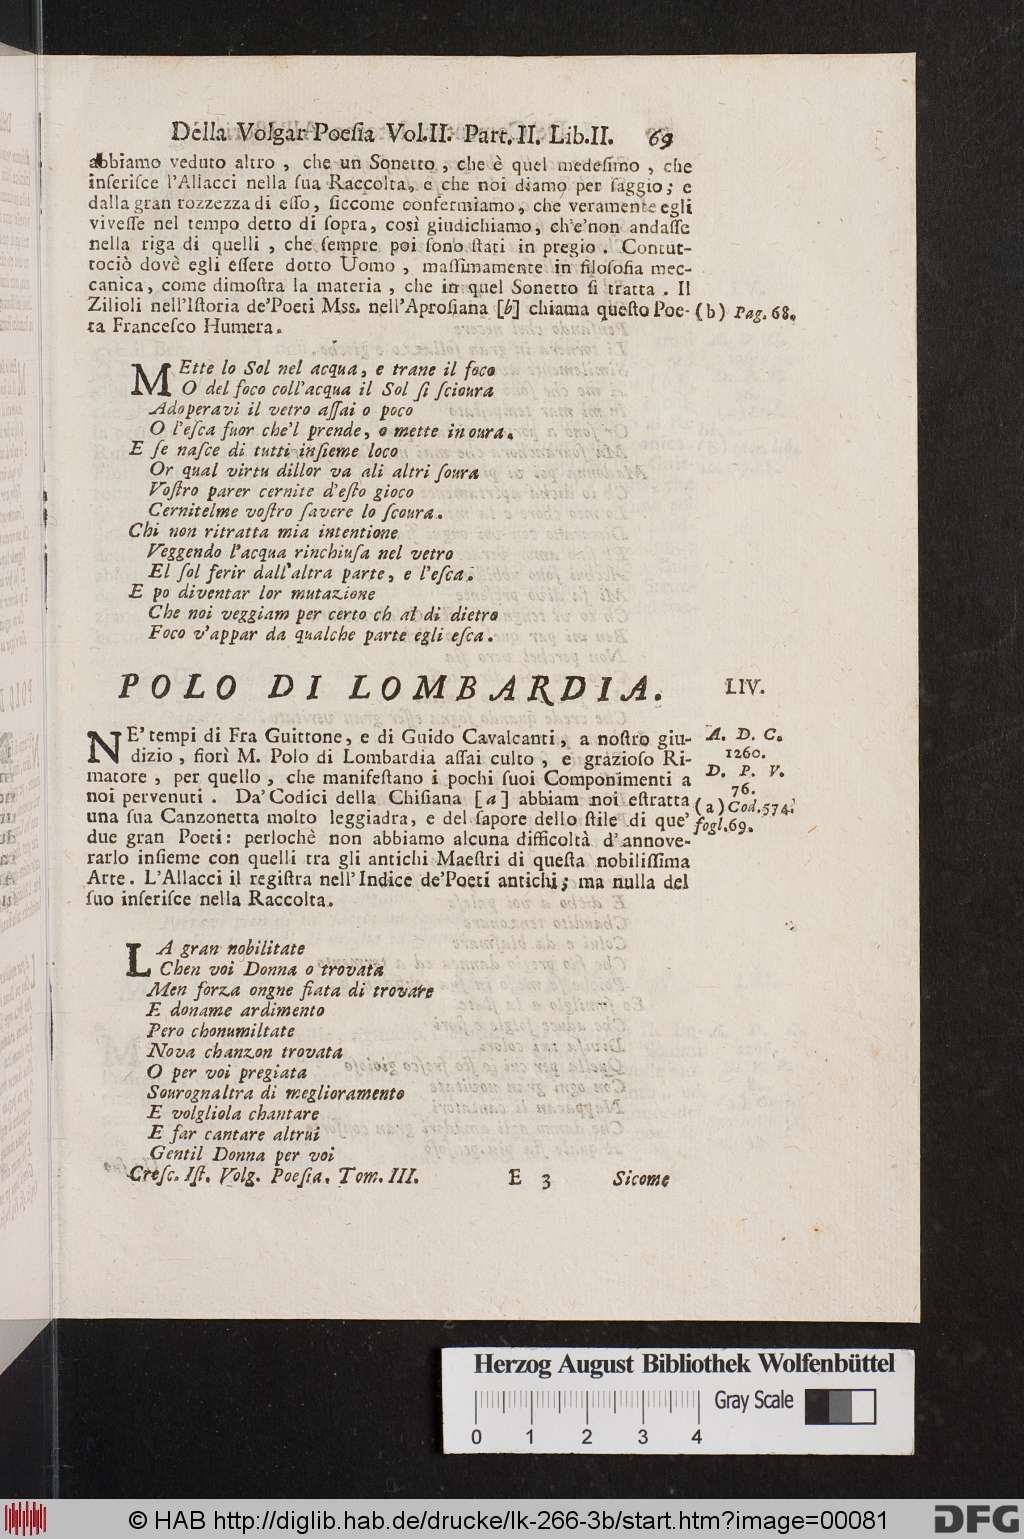 Della Volgar Poeſia Vol.II. Part. II. Lib.II. 69
abbiamo veduto altro , che un Sonetto , che è quel medeſimo , che
inſeriſce l'Allacci nella ſua Raccolta, e che noi diamo per ſaggio; e
dalla gran rozzezza di eſſo, ſiccome confermiamo, che veramente egli
viveſſe nel tempo detto di ſopra, così giudichiamo, ch'e'non andaſſe
nella riga di quelli , che ſempre poi ſono ſtati in pregio . Contut-
tociò dovè egli eſſere dotto Uomo , maſſimamente in filoſofia mec-
canica, come dimoſtra la materia , che in quel Sonetto ſi tratta . Il
Zilioli nell'Iſtoria de'Poeti Mss. nell'Aproſiana [b] chiama queſto Poe- (b) Pag. 68.
ta Franceſco Humera.
MEtte lo Sol nel acqua, e trane il foco
O del foco coll'acqua il Sol ſi ſcioura
Adoperavi il vetro aſſai o poco
O l'eſca fuor che'l prende, o mette in oura.
E ſe naſce di tutti inſieme loco
Or qual virtu dillor va ali altri ſoura
Voſtro parer cernite d'eſto gioco
Cernitelme voſtro ſavere lo ſcoura.
Chi non ritratta mia intentione
Veggendo l'acqua rinchiuſa nel vetro
El ſol ferir dall'altra parte, e l'eſca.
E po diventar lor mutazione
Che noi veggiam per certo ch al di dietro
Foco v'appar da qualche parte egli eſca.
POLO DI LOMBARDIA. LIV.
NE' tempi di Fra Guittone, e di Guido Cavalcanti, a noſtro giu- A. D. C.
dizio , fiorì M. Polo di Lombardia aſſai culto , e grazioſo Ri- 1260.
matore , per quello , che manifeſtano i pochi ſuoi Componimenti a D. P. V.
76.
noi pervenuti . Da' Codici della Chiſiana [a] abbiam noi eſtratta (a) Cod.574.
una ſua Canzonetta molto leggiadra, e del ſapore dello ſtile di que' fogl.69.
due gran Poeti: perlochè non abbiamo alcuna difficoltà d'annove-
rarlo inſieme con quelli tra gli antichi Maeſtri di queſta nobiliſſima
Arte. L'Allacci il regiſtra nell'Indice de'Poeti antichi; ma nulla del
ſuo inſeriſce nella Raccolta.
LA gran nobilitate
Chen voi Donna o trovata
Men forza ongne fiata di trovare
E doname ardimento
Pero chonumiltate
Nova chanzon trovata
O per voi pregiata
Sourognaltra di meglioramento
E volgliola chantare
E far cantare altrui
Gentil Donna per voi
Creſc. Iſt. Volg. Poeſia. Tom. III. E 3 Sicome
Herzog August Bibliothek Wolfenbüttel
Gray Scale
0 1 2 3 4
© HAB http://diglib.hab.de/drucke/lk-266-3b/start.htm?image=00081
DFG